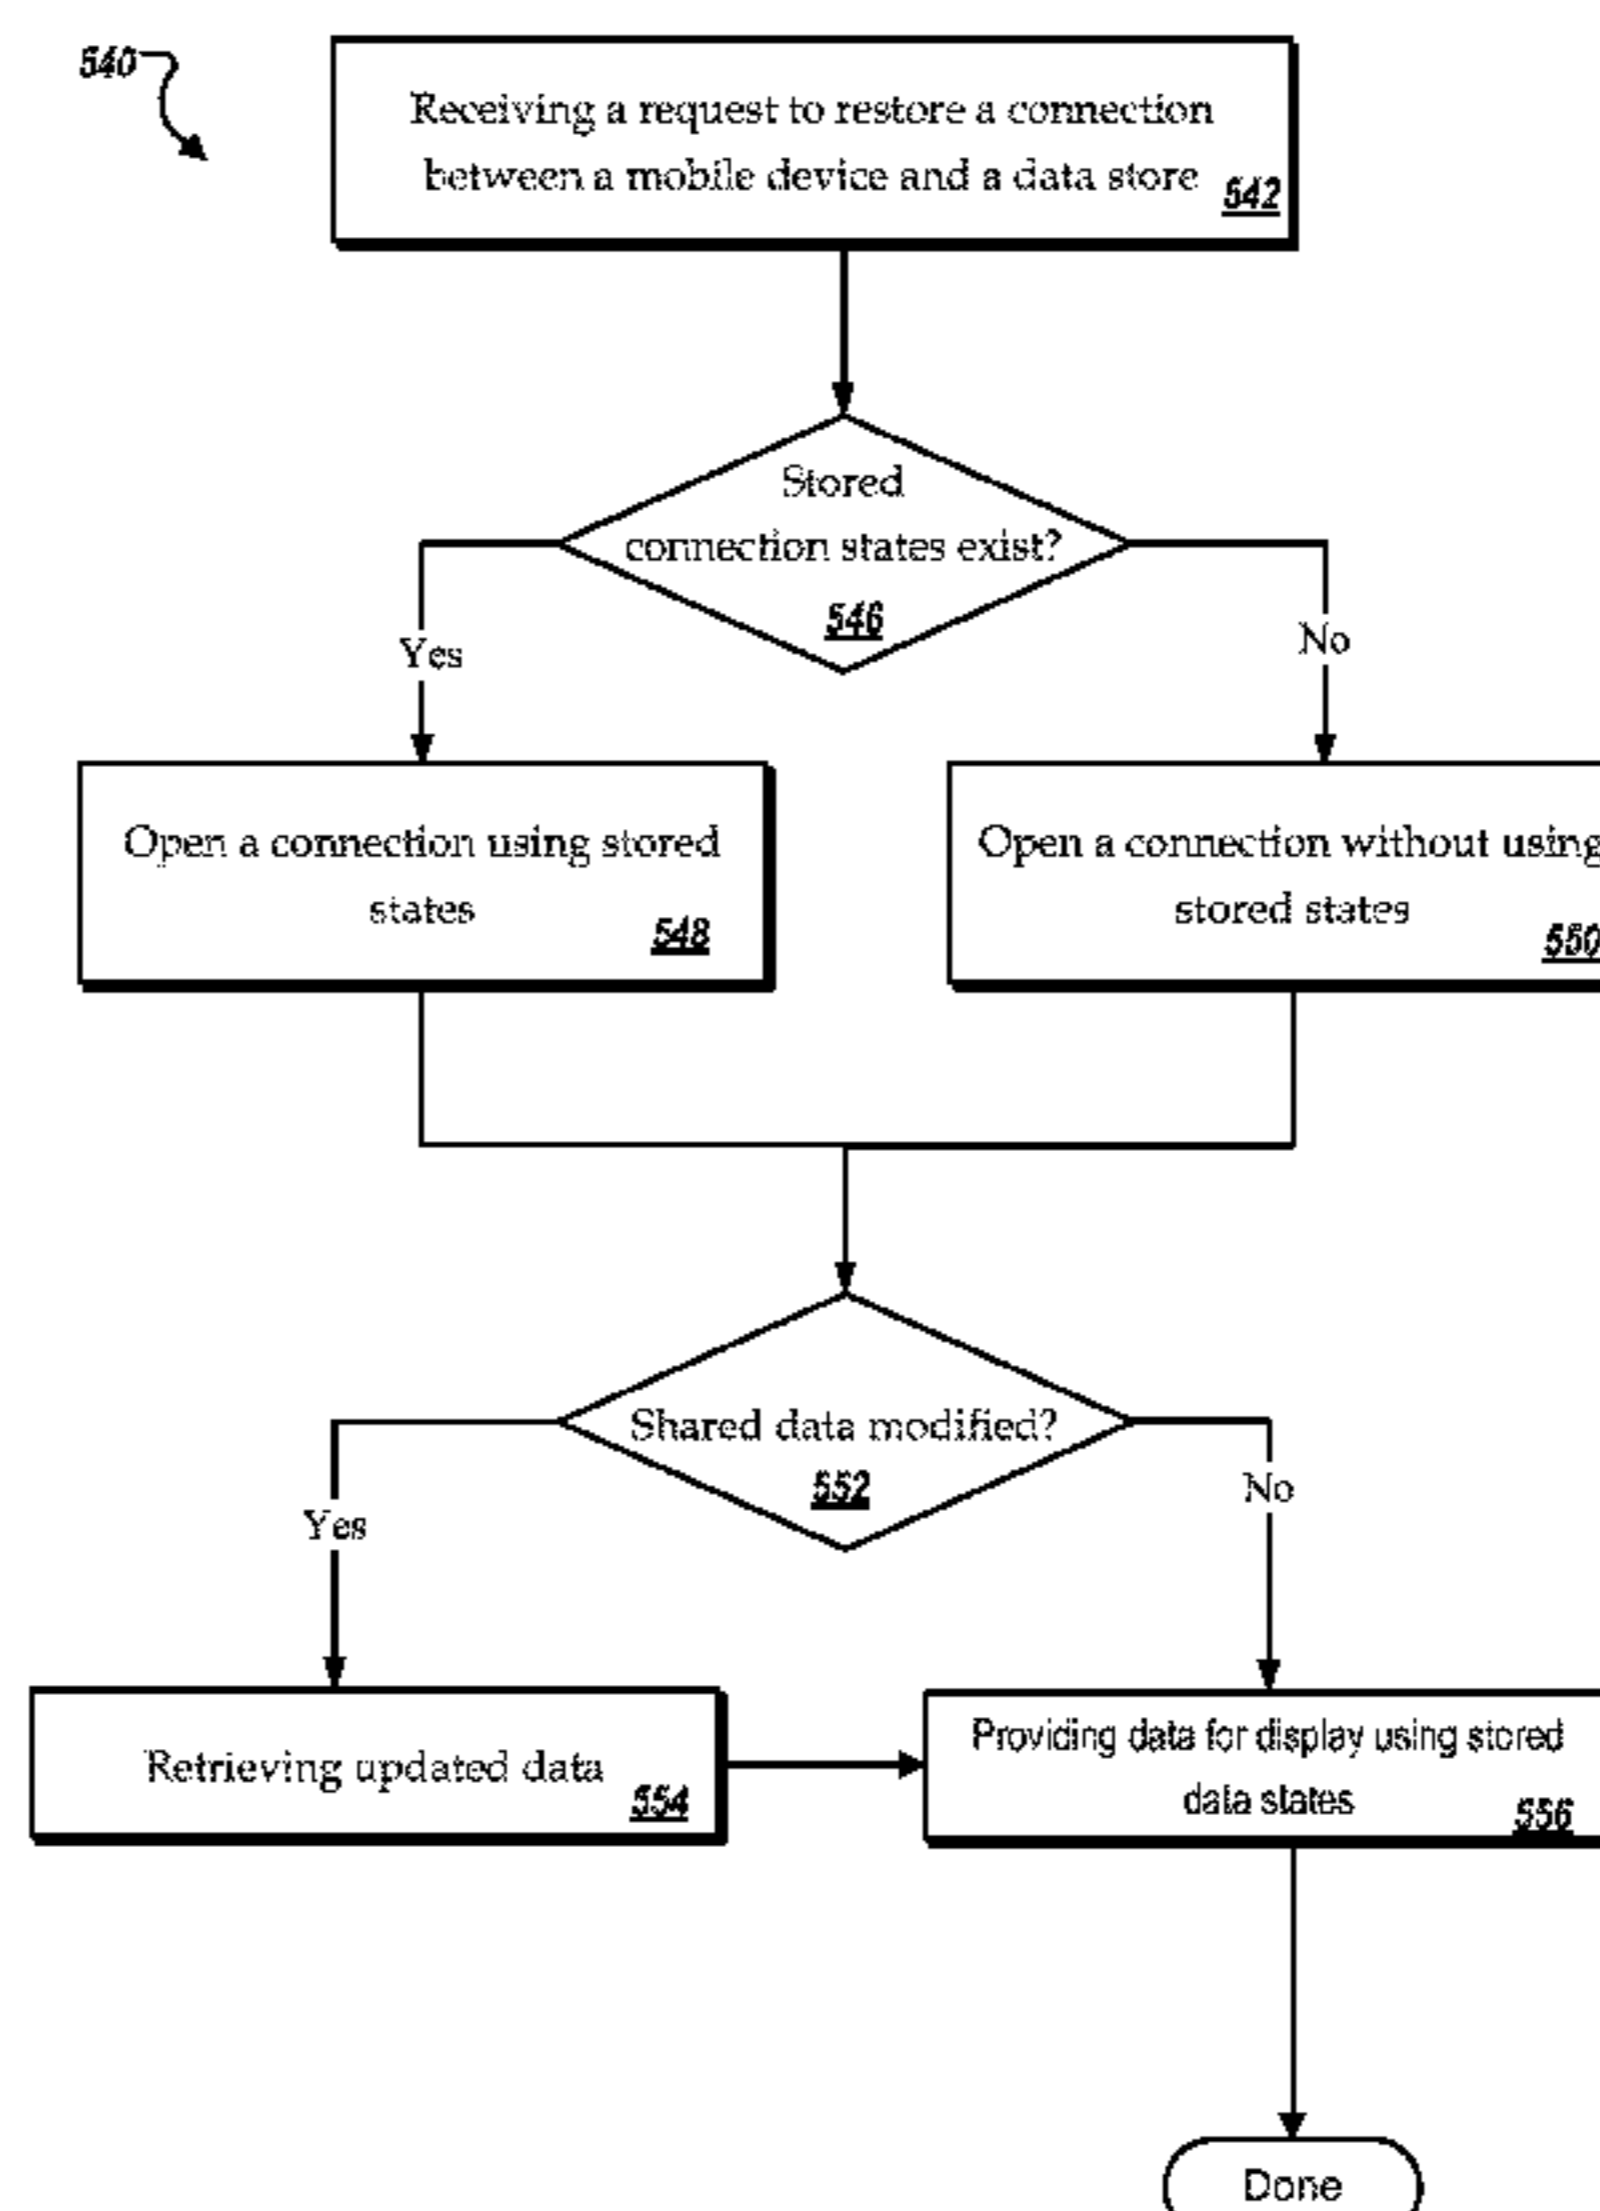 540
Receiving a request to restore a connection
between a mobile device and a data store
542
Stored
connection states exist?
546
Yes
No
Open a connection using stored
states
548
Open a connection without using
stored states
550
Shared data modified?
552
Yes
No
Retrieving updated data
554
Providing data for display using stored
data states
556
Done